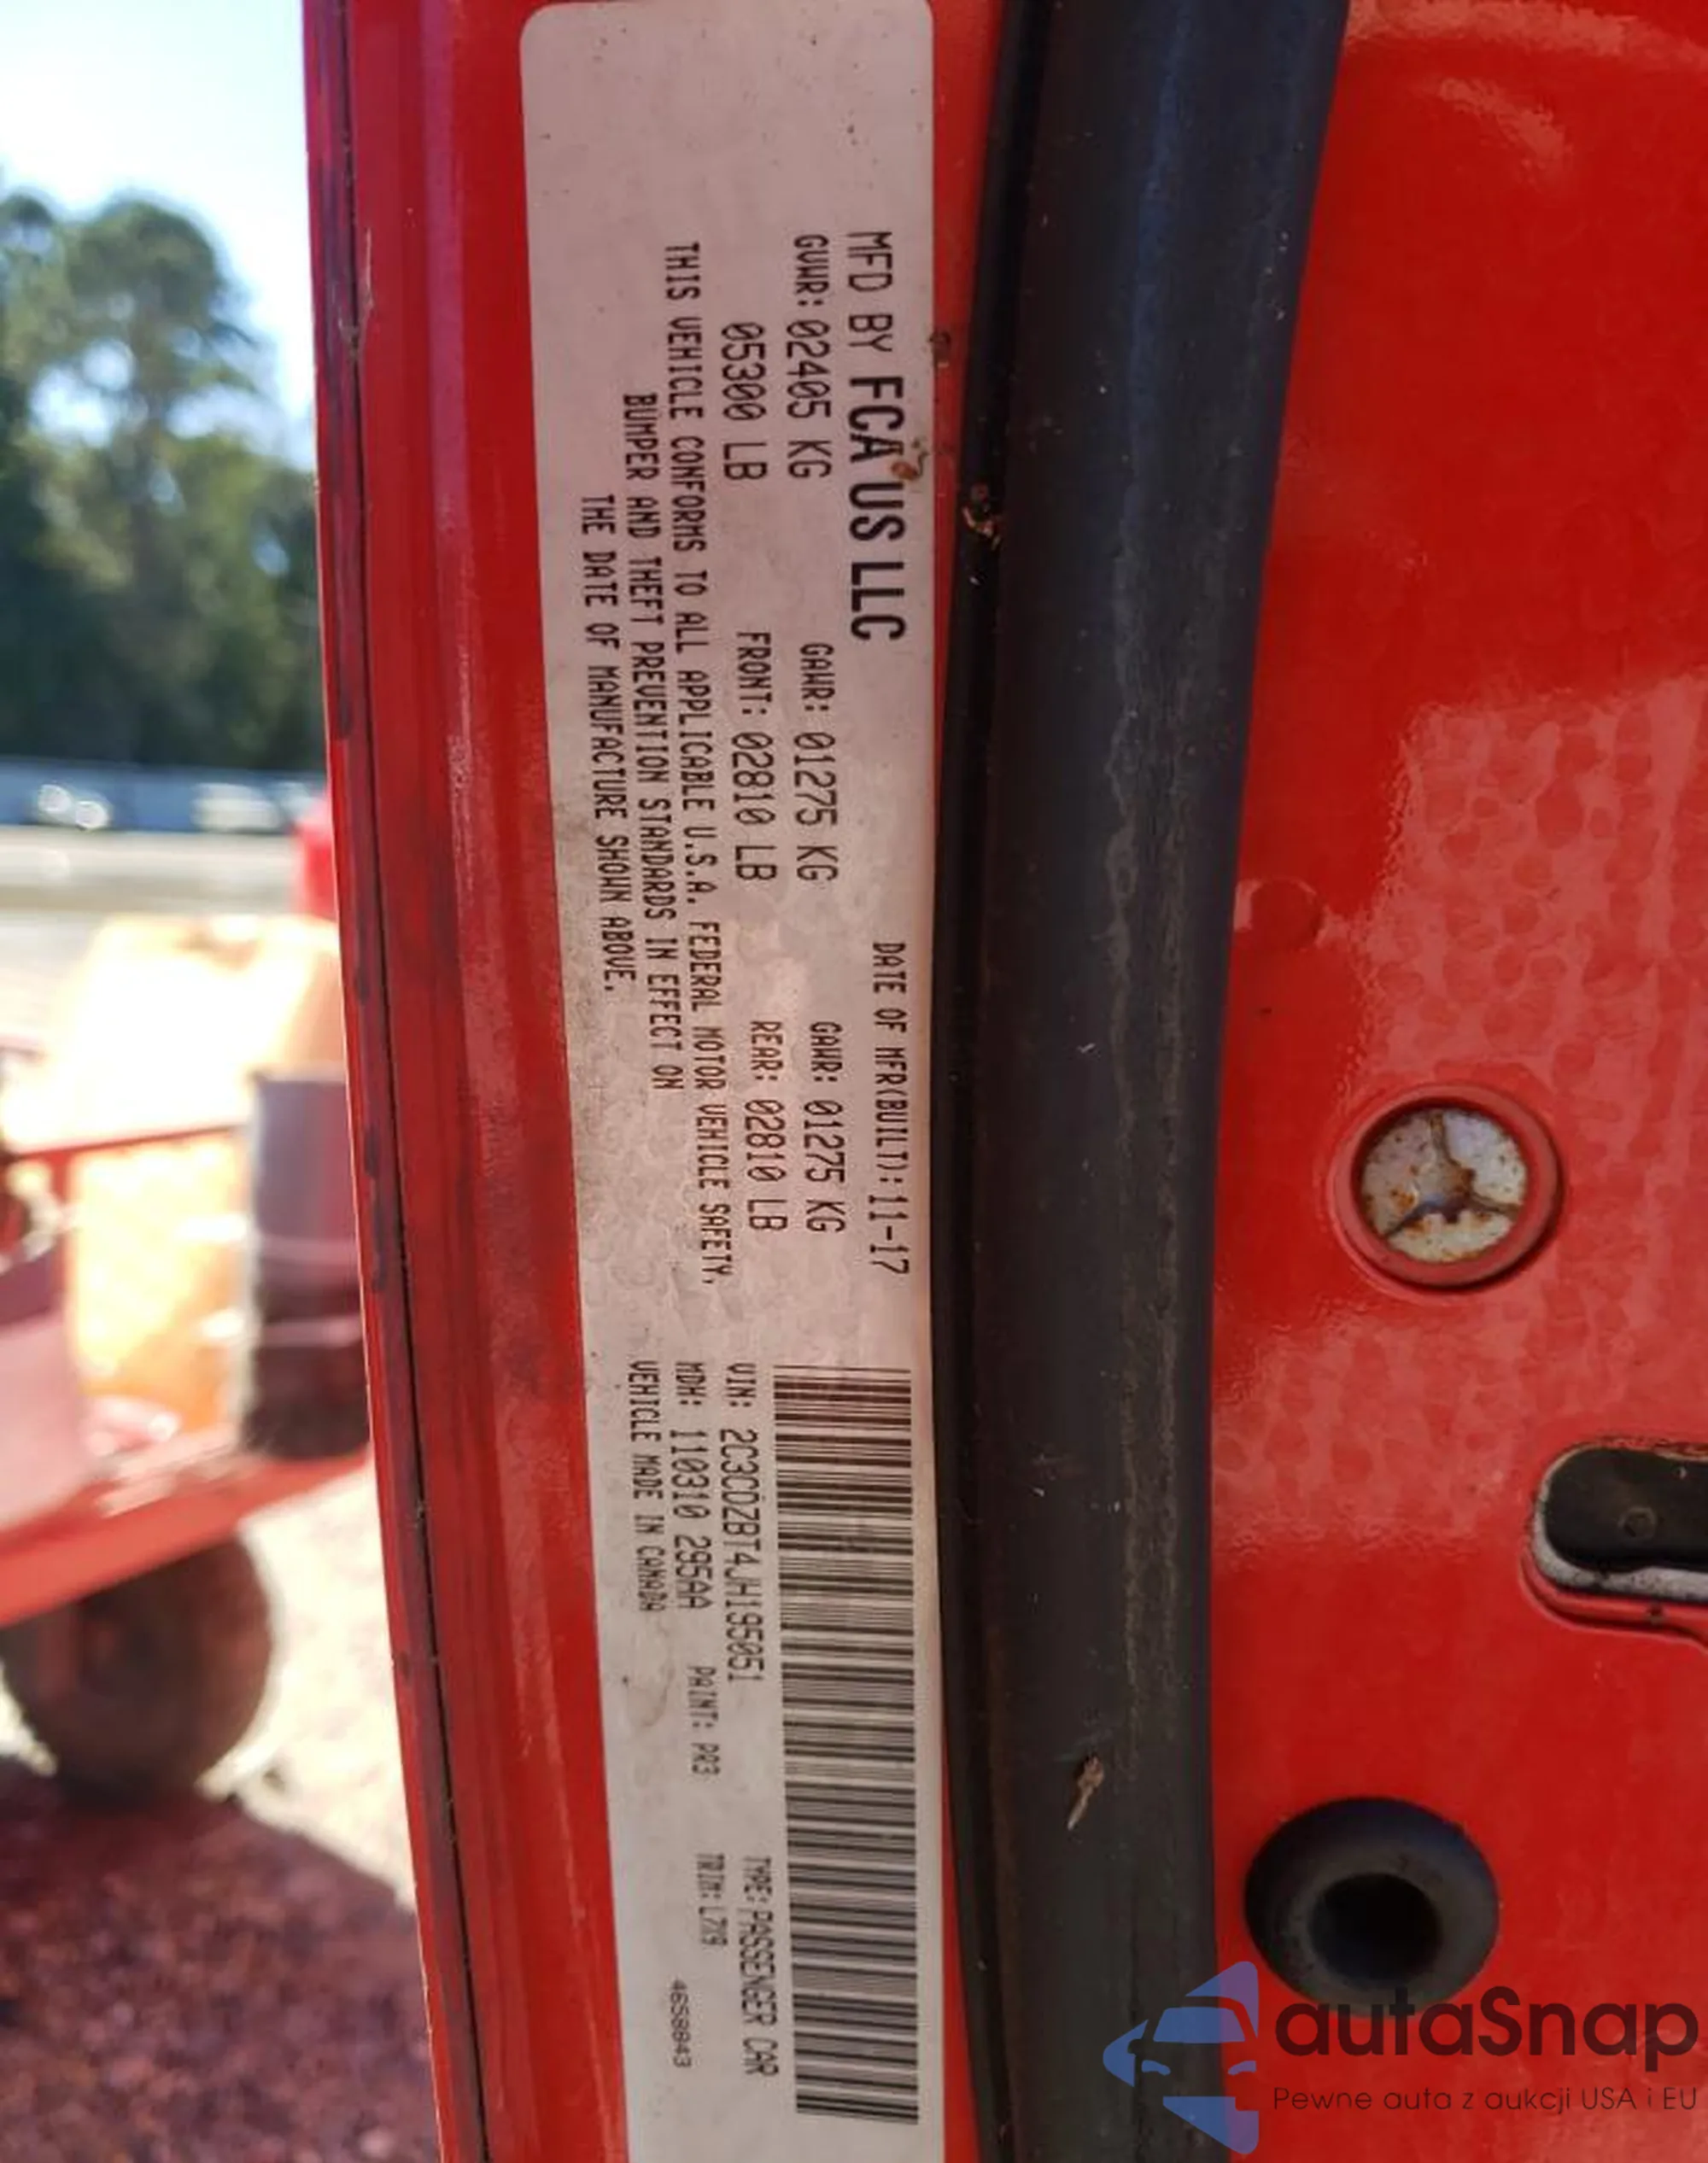 MFD BY FCA US LLC
DATE OF MFR(BUILT):11-17
GVWR: 02405 KG
GAWR: 01275 KG
GAWR: 01275 KG
05300 LB
FRONT: 02810 LB
REAR: 02810 LB
THIS VEHICLE CONFORMS TO ALL APPLICABLE U.S.A. FEDERAL MOTOR VEHICLE SAFETY,
BUMPER AND THEFT PREVENTION STANDARDS IN EFFECT ON
THE DATE OF MANUFACTURE SHOWN ABOVE.
VIN: 2C3CDZBT4JH195051
TYPE: PASSENGER CAR
MDH: 110310 295AA
PAINT: PR3
TRIM: L7X9
VEHICLE MADE IN CANADA
4658843
autaSnap
Pewne auta z aukcji USA i EU